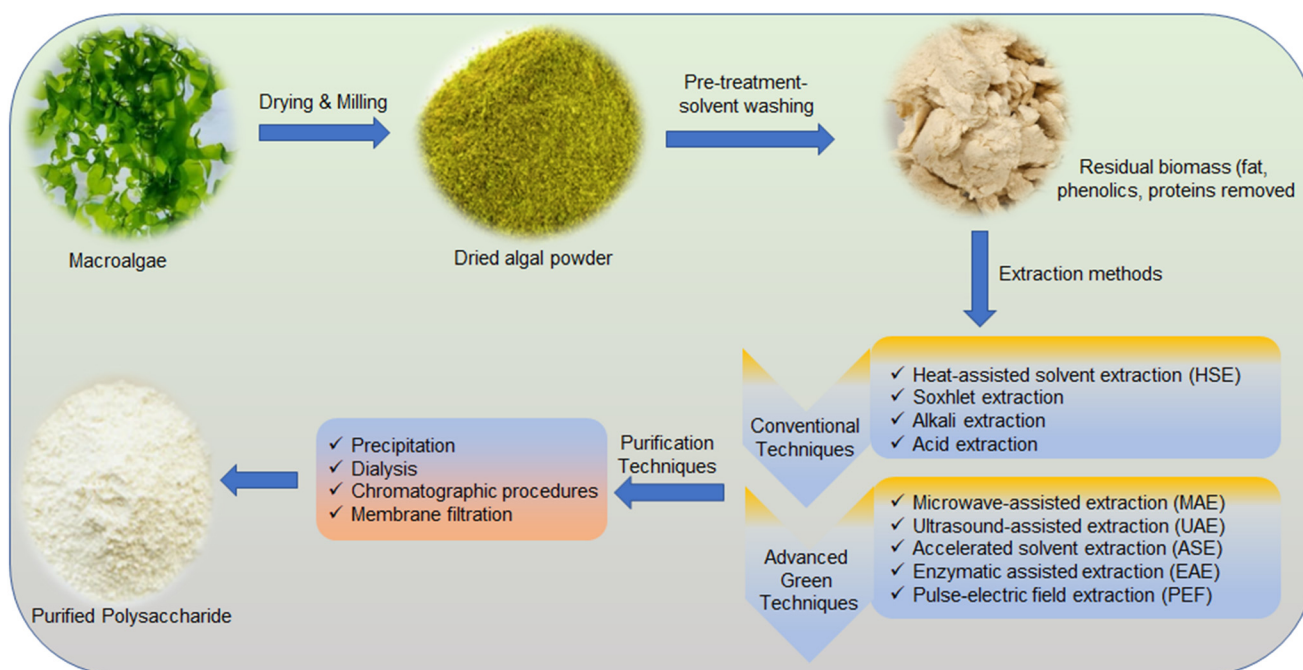 Drying & Milling
Pre-treatment-
solvent washing
Macroalgae
Dried algal powder
Residual biomass (fat,
phenolics, proteins removed
Extraction methods
Conventional
Techniques
✓ Heat-assisted solvent extraction (HSE)
✓ Soxhlet extraction
✓ Alkali extraction
✓ Acid extraction
Advanced
Green
Techniques
✓ Microwave-assisted extraction (MAE)
✓ Ultrasound-assisted extraction (UAE)
✓ Accelerated solvent extraction (ASE)
✓ Enzymatic assisted extraction (EAE)
✓ Pulse-electric field extraction (PEF)
Purification
Techniques
✓ Precipitation
✓ Dialysis
✓ Chromatographic procedures
✓ Membrane filtration
Purified Polysaccharide